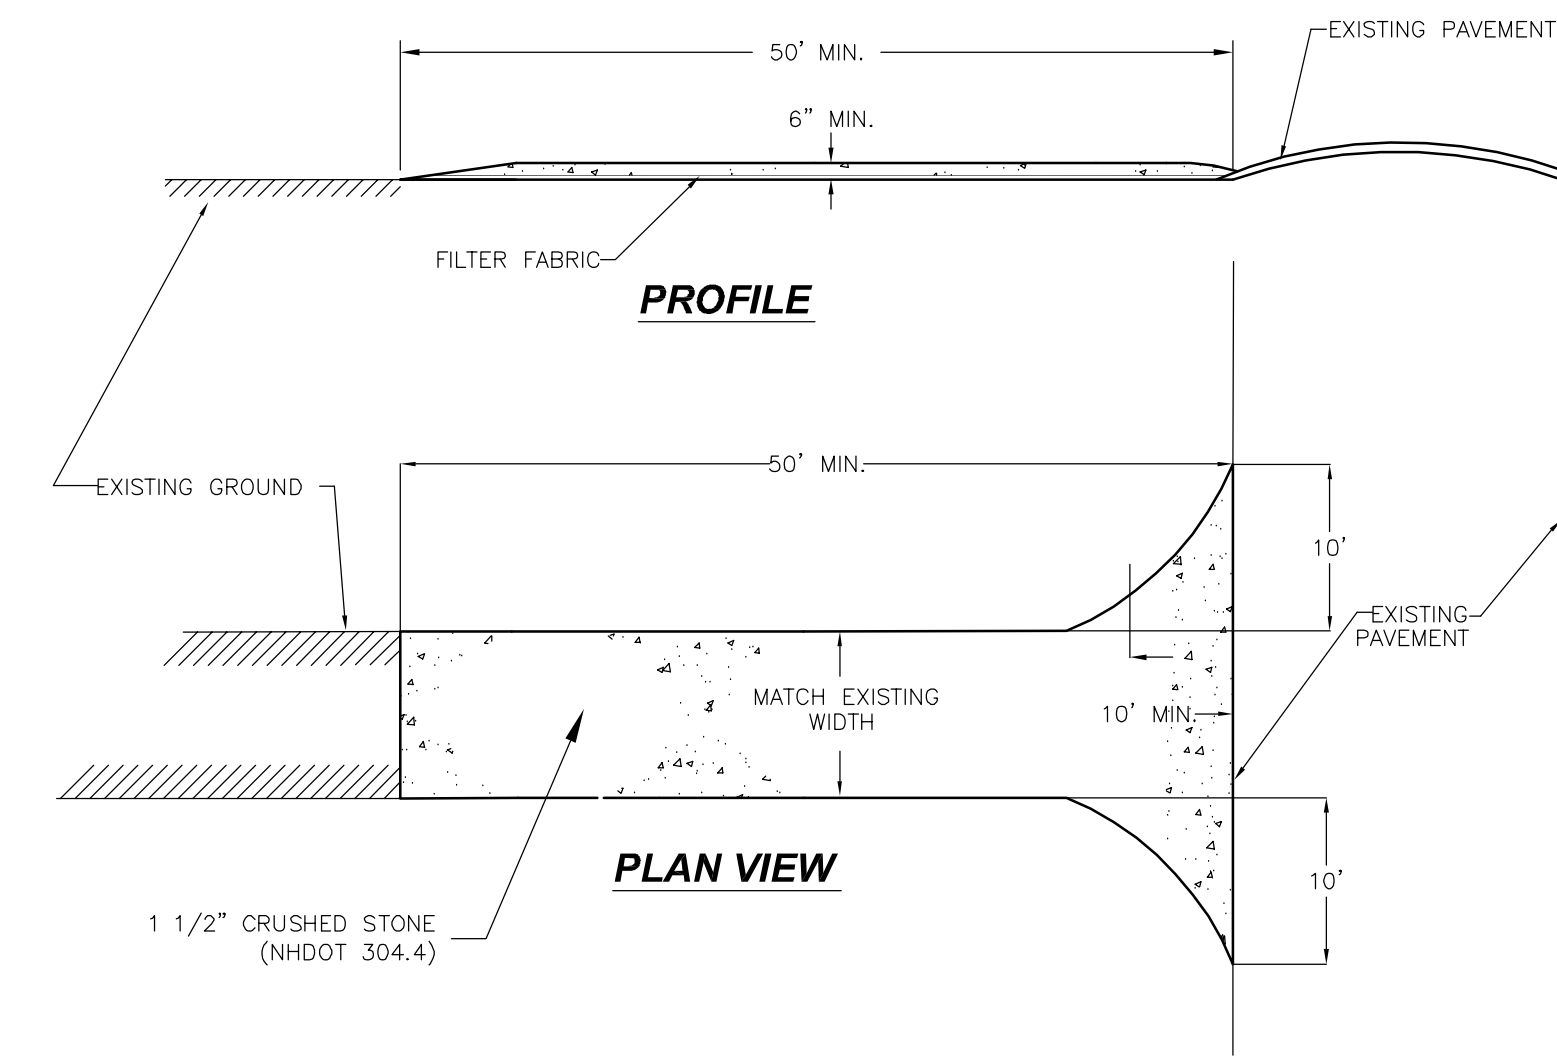 EXISTING PAVEMENT
50' MIN.
6" MIN.
FILTER FABRIC
PROFILE
50' MIN.
EXISTING GROUND
10'
EXISTING
PAVEMENT
MATCH EXISTING
WIDTH
10' MIN.
PLAN VIEW
10'
1 1/2" CRUSHED STONE
(NHDOT 304.4)